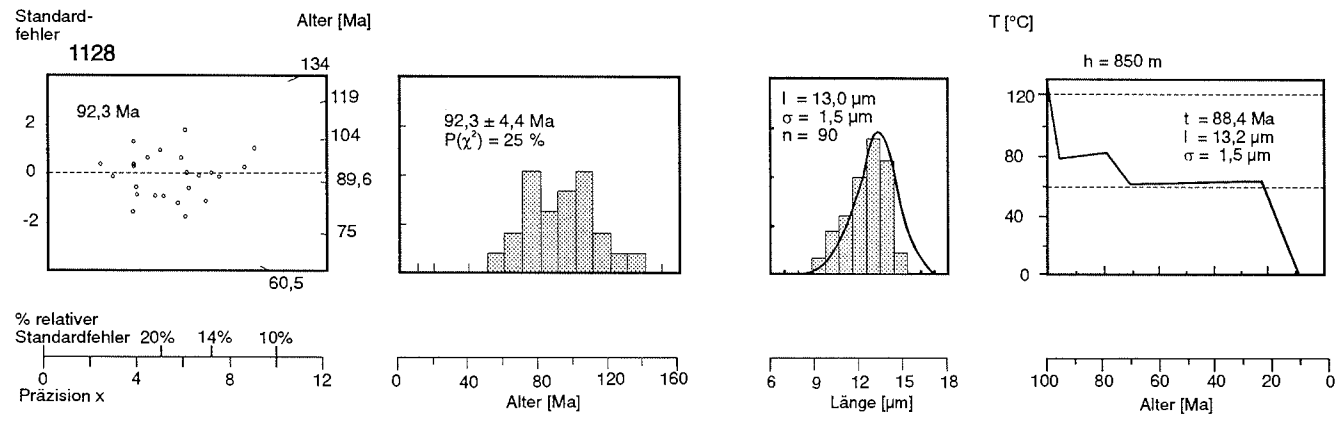 Standard-
fehler
Alter [Ma]
T [°C]
1128
134
h = 850 m
92,3 Ma
119
104
89,6
75
60,5
2
0
-2
92,3 ± 4,4 Ma
P(χ²) = 25 %
l = 13,0 µm
σ = 1,5 µm
n = 90
120
80
40
0
t = 88,4 Ma
l = 13,2 µm
σ = 1,5 µm
% relativer
Standardfehler 20% 14% 10%
0 4 8 12
Präzision x
0 40 80 120 160
Alter [Ma]
6 9 12 15 18
Länge [µm]
100 80 60 40 20 0
Alter [Ma]